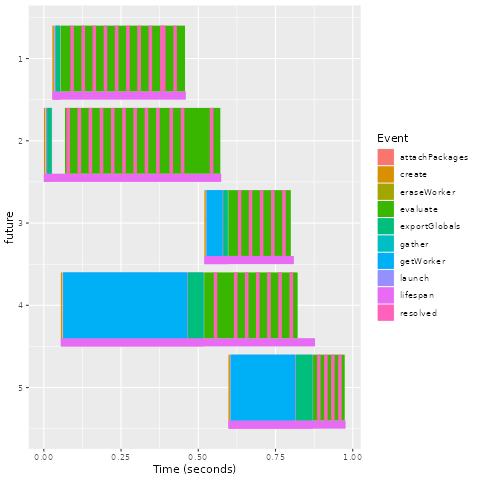 future
1
2
3
4
5
0.00 0.25 0.50 0.75 1.00
Time (seconds)
Event
attachPackages
create
eraseWorker
evaluate
exportGlobals
gather
getWorker
launch
lifespan
resolved